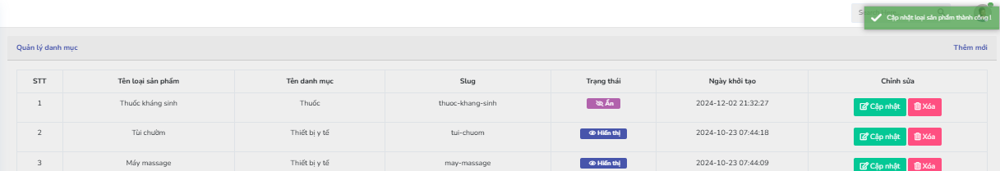 Cập nhật loại sản phẩm thành công !
Quản lý danh mục Thêm mới
STT Tên loại sản phẩm Tên danh mục Slug Trạng thái Ngày khởi tạo Chỉnh sửa
1 Thuốc kháng sinh Thuốc thuoc-khang-sinh Ẩn 2024-12-02 21:32:27 Cập nhật Xóa
2 Túi chườm Thiết bị y tế tui-chuom Hiển thị 2024-10-23 07:44:18 Cập nhật Xóa
3 Máy massage Thiết bị y tế may-massage Hiển thị 2024-10-23 07:44:09 Cập nhật Xóa